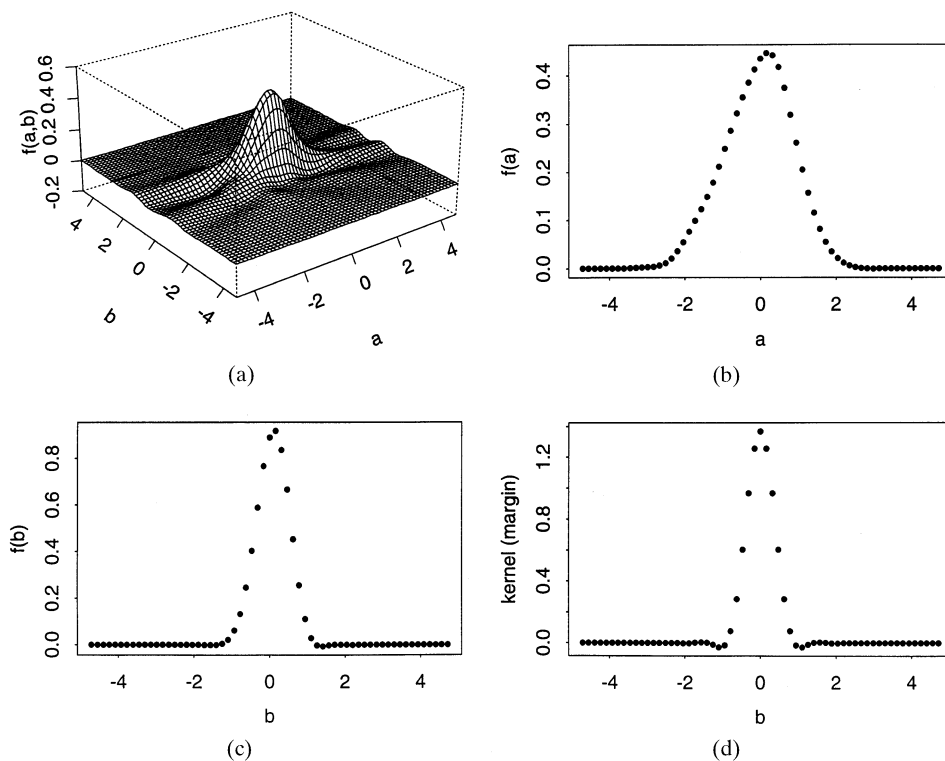 f(a,b)
-0.2 0 0.2 0.4 0.6
4 2 0 -2 -4
b
-4 -2 0 2 4
a
(a)
f(a)
0.0 0.1 0.2 0.3 0.4
-4 -2 0 2 4
a
(b)
f(b)
0.0 0.2 0.4 0.6 0.8
-4 -2 0 2 4
b
(c)
kernel (margin)
0.0 0.4 0.8 1.2
-4 -2 0 2 4
b
(d)